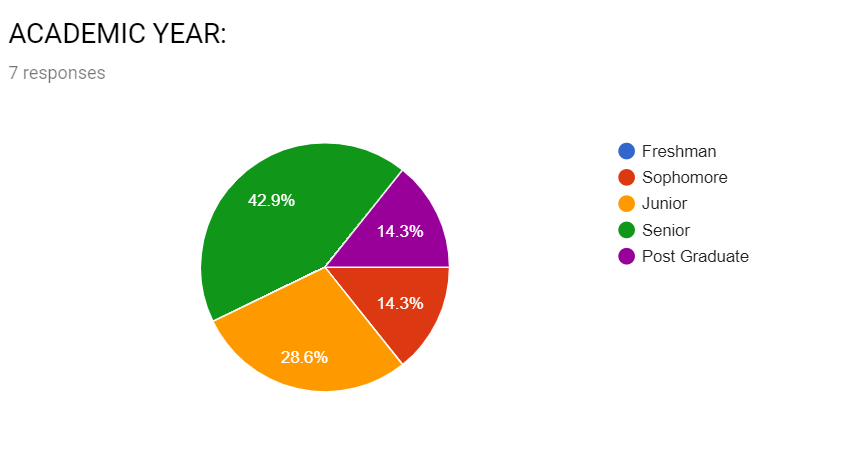 ACADEMIC YEAR:
7 responses
Freshman
Sophomore
Junior
Senior
Post Graduate
42.9%
14.3%
14.3%
28.6%